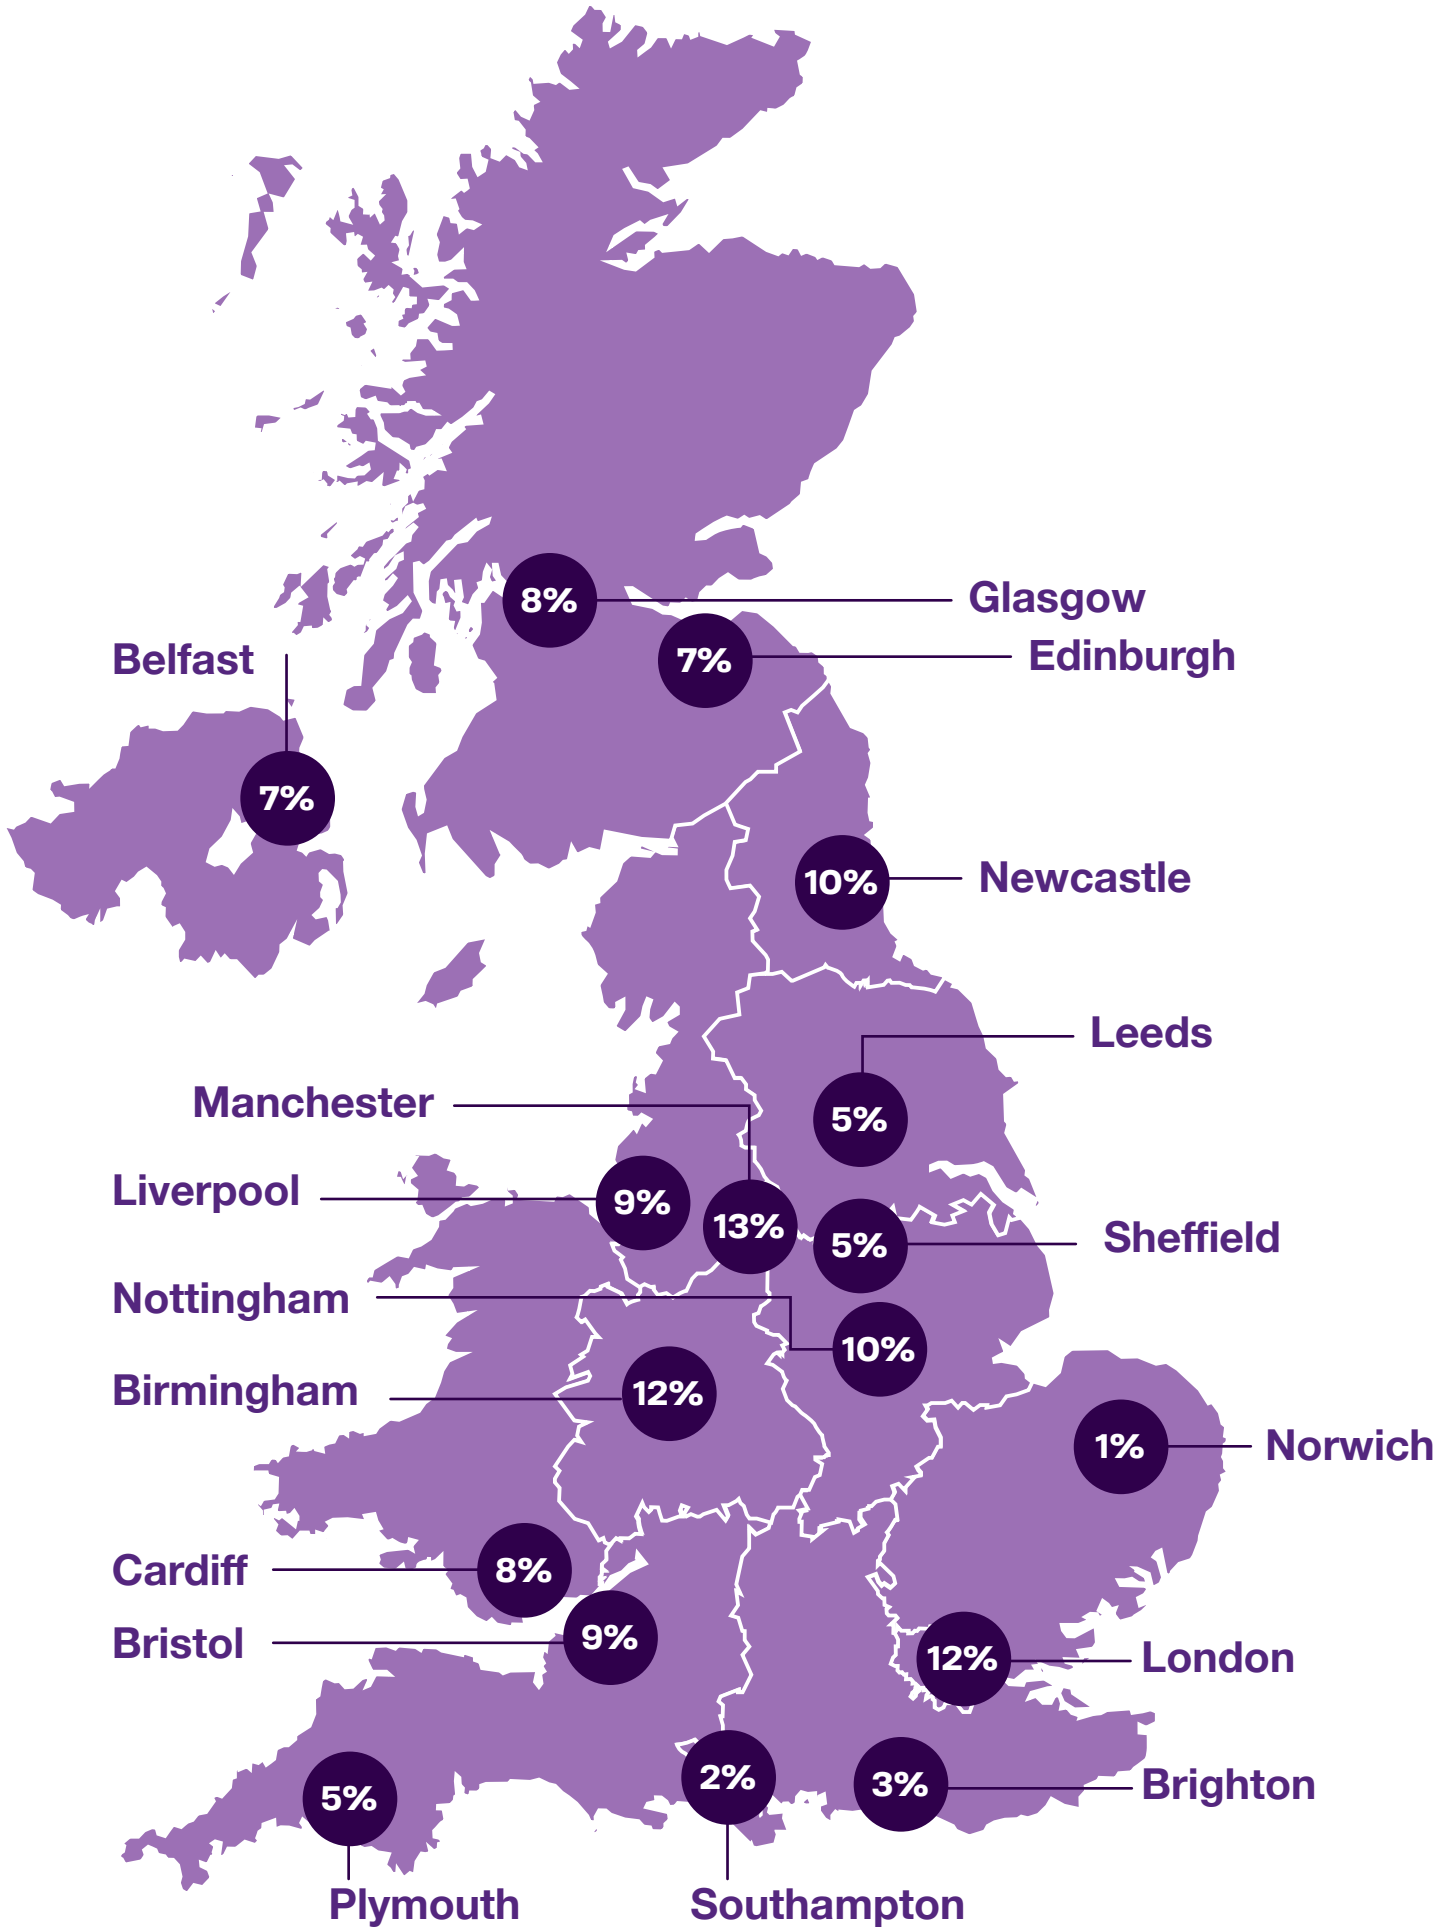 Glasgow
8%
Edinburgh
7%
Belfast
7%
Newcastle
10%
Leeds
5%
Manchester
13%
Liverpool
9%
Sheffield
5%
Nottingham
10%
Birmingham
12%
Norwich
1%
Cardiff
8%
Bristol
9%
London
12%
Southampton
2%
Brighton
3%
Plymouth
5%